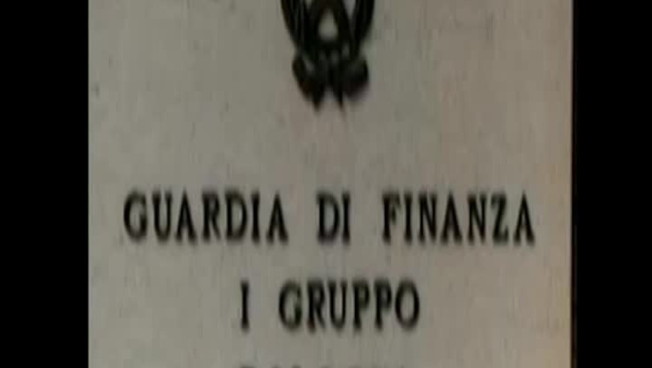 GUARDIA DI FINANZA
I GRUPPO